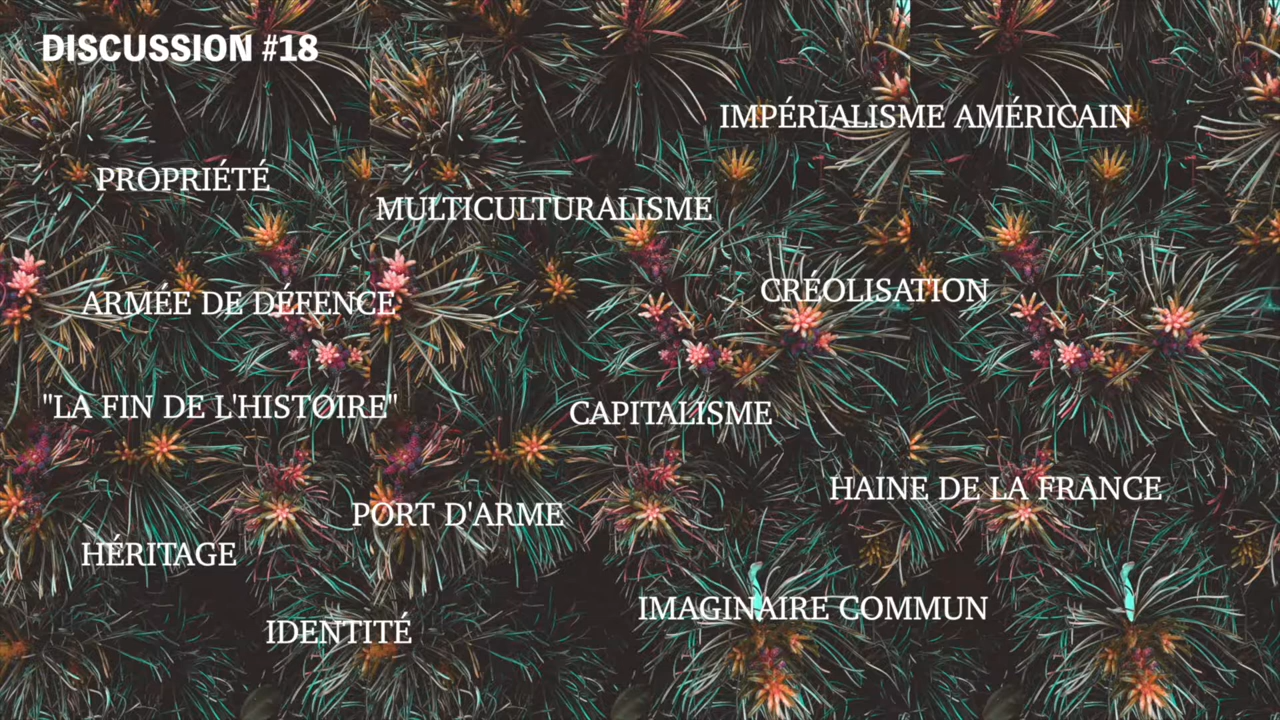 DISCUSSION #18
IMPÉRIALISME AMÉRICAIN
PROPRIÉTÉ
MULTICULTURALISME
CRÉOLISATION
ARMÉE DE DÉFENCE
"LA FIN DE L'HISTOIRE"
CAPITALISME
HAINE DE LA FRANCE
PORT D'ARME
HÉRITAGE
IMAGINAIRE COMMUN
IDENTITÉ